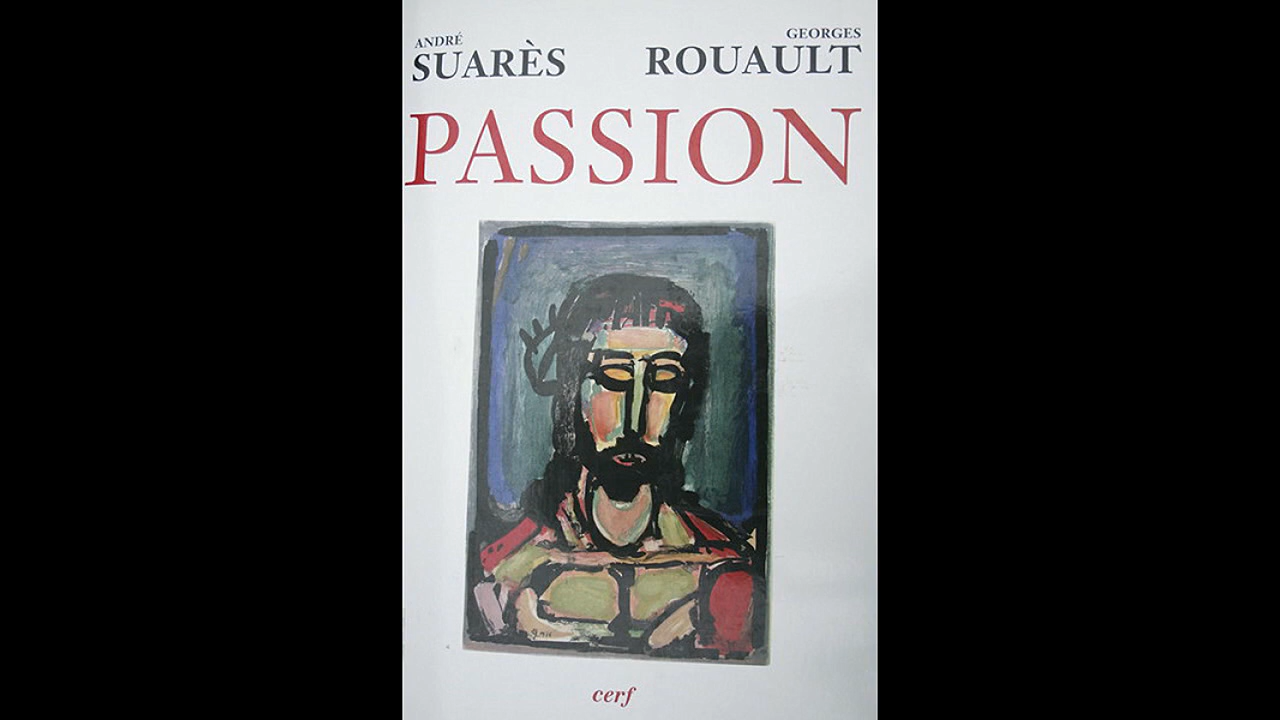 ANDRÉ
SUARÈS
GEORGES
ROUAULT
PASSION
cerf